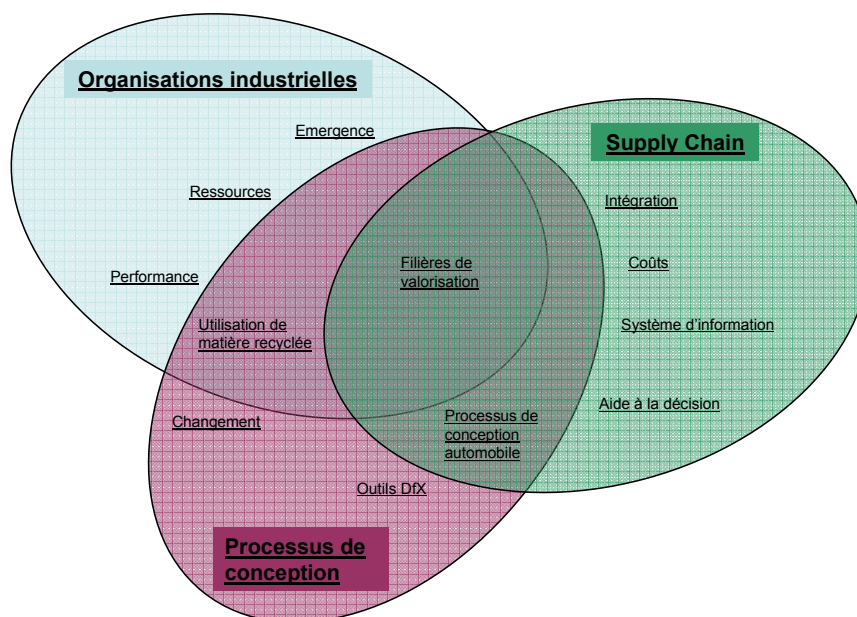 Organisations industrielles
Emergence
Supply Chain
Ressources
Intégration
Performance
Filières de
valorisation
Coûts
Utilisation de
matière recyclée
Système d'information
Changement
Processus de
conception
automobile
Aide à la décision
Outils DfX
Processus de
conception